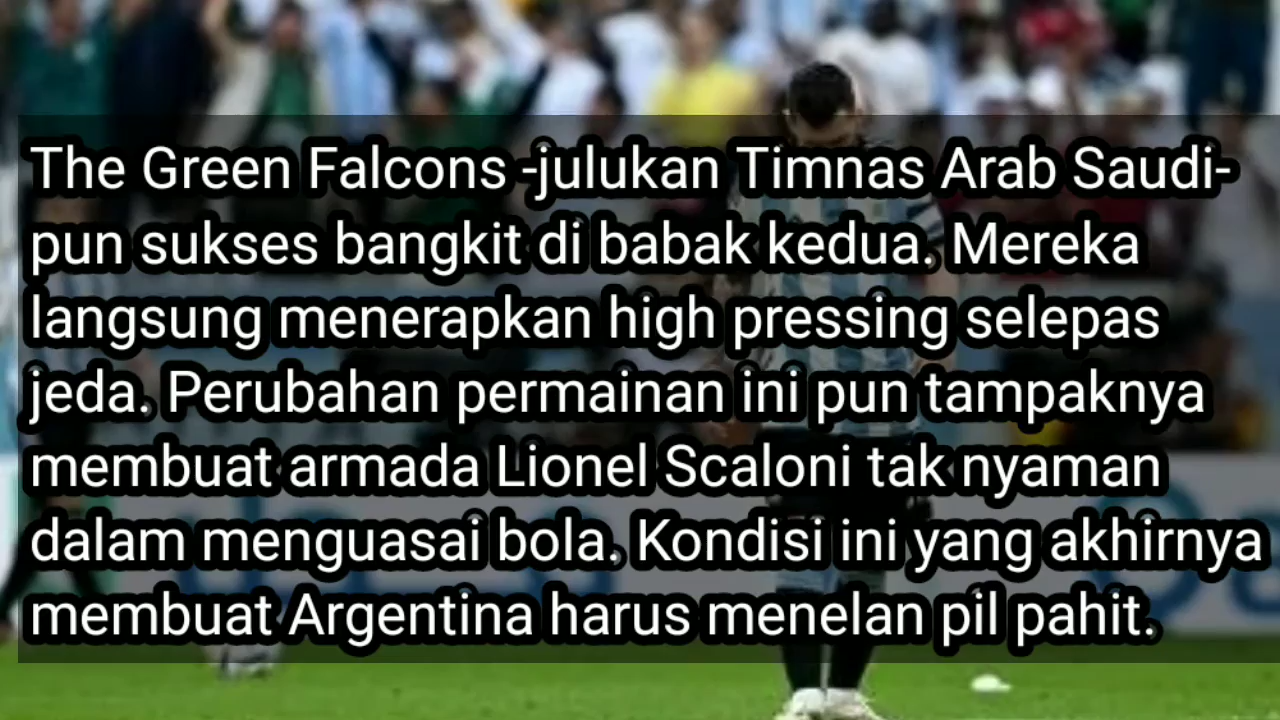 The Green Falcons -julukan Timnas Arab Saudi-
pun sukses bangkit di babak kedua. Mereka
langsung menerapkan high pressing selepas
jeda. Perubahan permainan ini pun tampaknya
membuat armada Lionel Scaloni tak nyaman
dalam menguasai bola. Kondisi ini yang akhirnya
membuat Argentina harus menelan pil pahit.